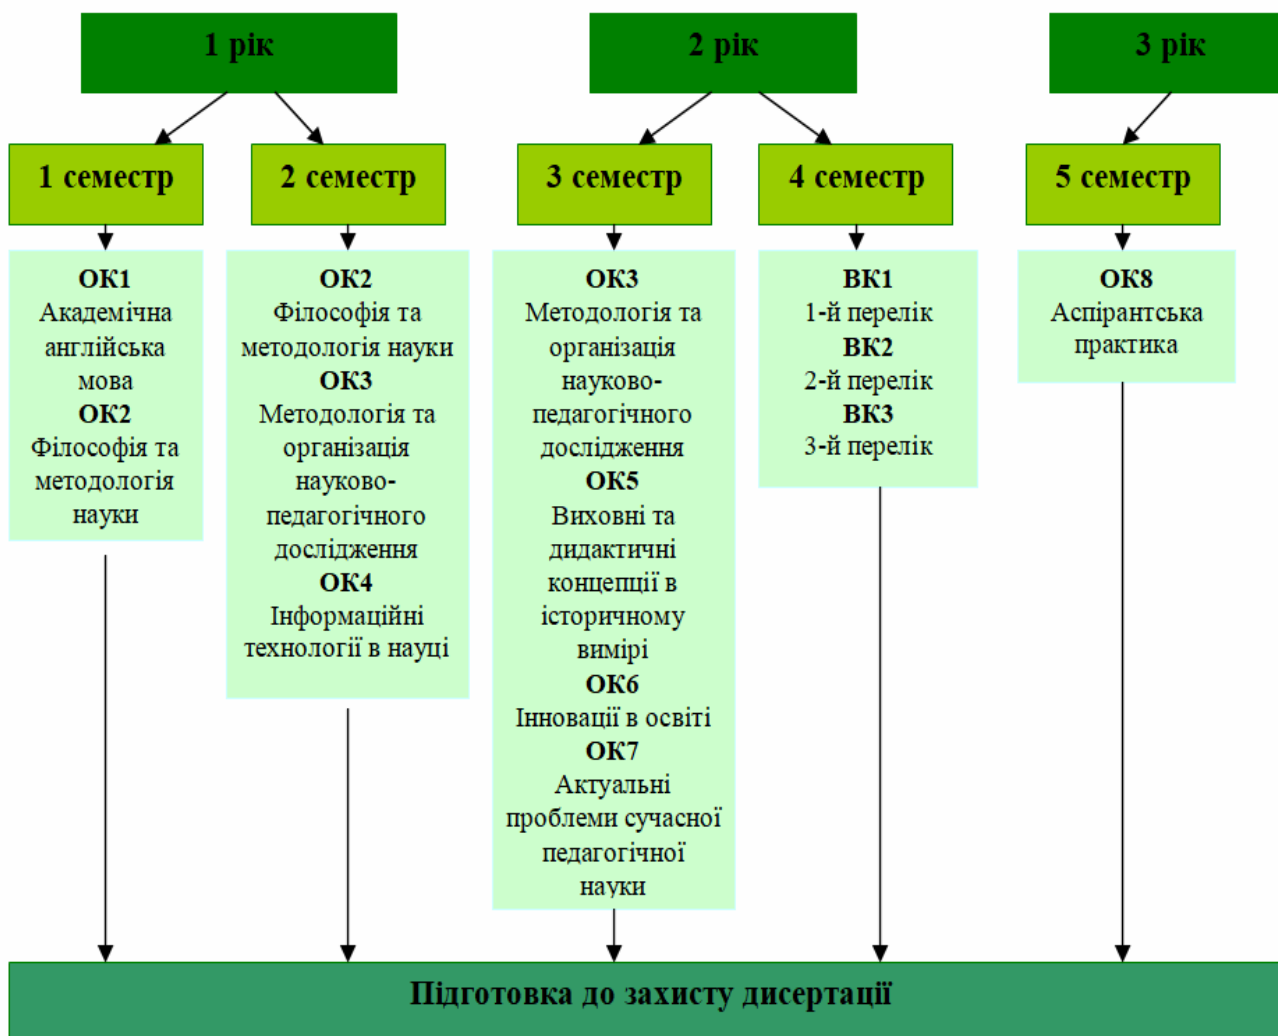 1 рік
2 рік
3 рік
1 семестр
2 семестр
3 семестр
4 семестр
5 семестр
ОК1
Академічна
англійська
мова
ОК2
Філософія та
методологія
науки
ОК2
Філософія та
методологія науки
ОК3
Методологія та
організація
науково-
педагогічного
дослідження
ОК4
Інформаційні
технології в науці
ОК3
Методологія та
організація
науково-
педагогічного
дослідження
ОК5
Виховні та
дидактичні
концепції в
історичному
вимірі
ОК6
Інновації в освіті
ОК7
Актуальні
проблеми сучасної
педагогічної
науки
ВК1
1-й перелік
ВК2
2-й перелік
ВК3
3-й перелік
ОК8
Аспірантська
практика
Підготовка до захисту дисертації